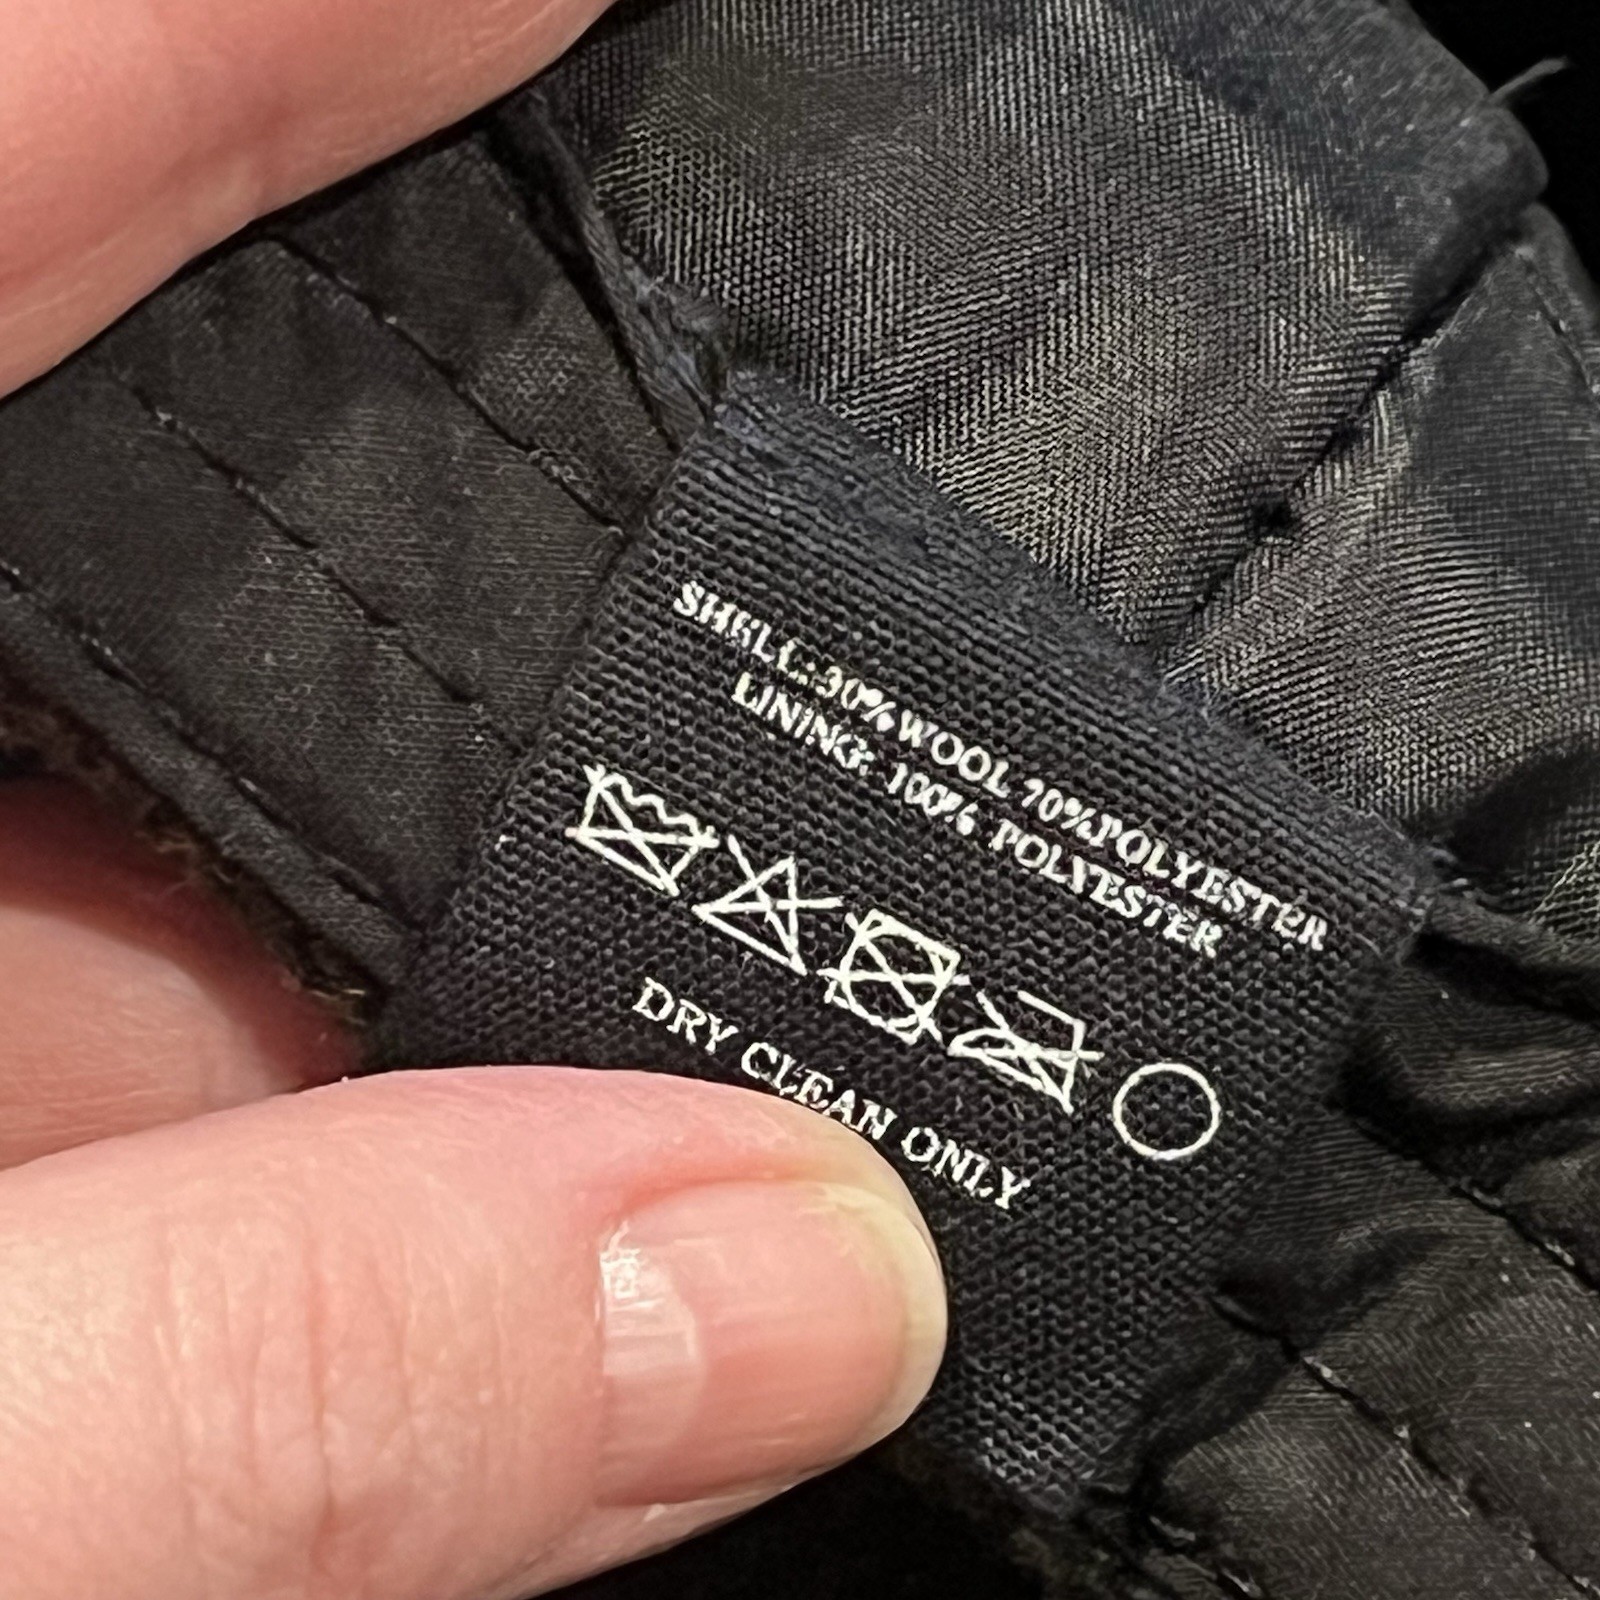 SHELL:30%WOOL 70%POLYESTER
LINING: 100% POLYESTER
DRY CLEAN ONLY